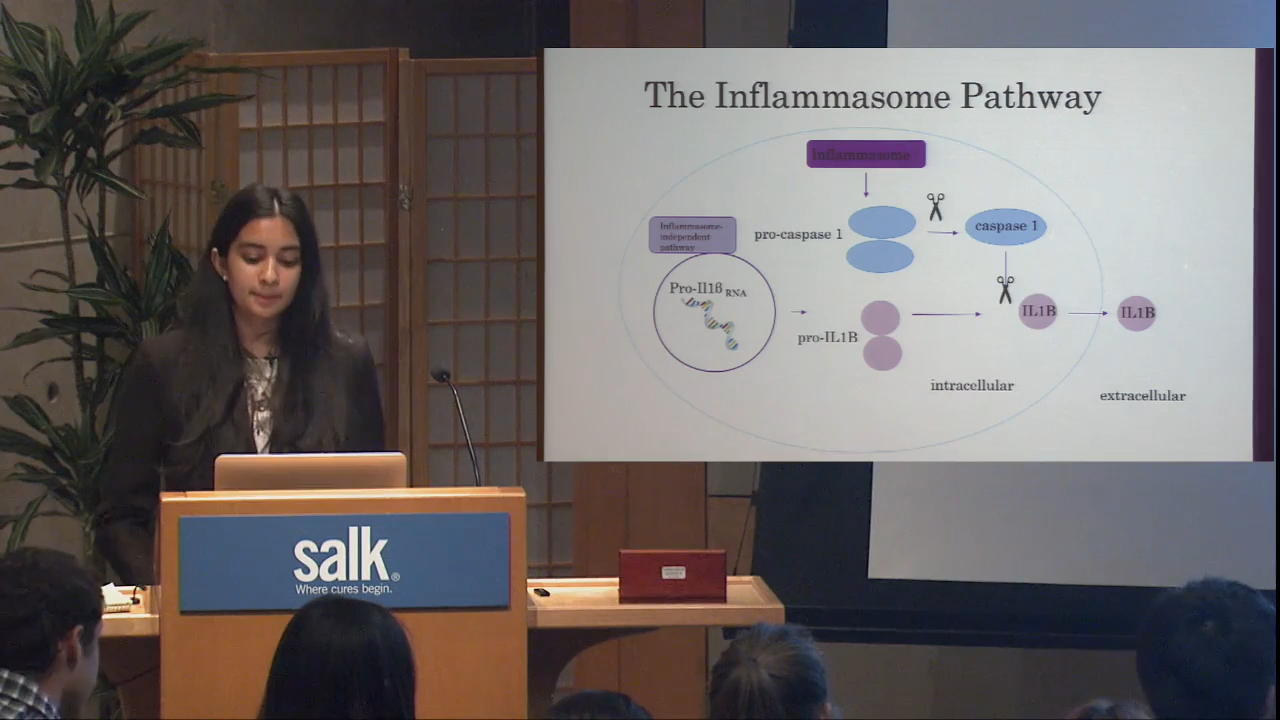 The Inflammasome Pathway
Inflammasome
Inflammasome-
independent
pathway
pro-caspase 1
caspase 1
Pro-Il1β RNA
pro-IL1B
IL1B
IL1B
intracellular
extracellular
salk®
Where cures begin.